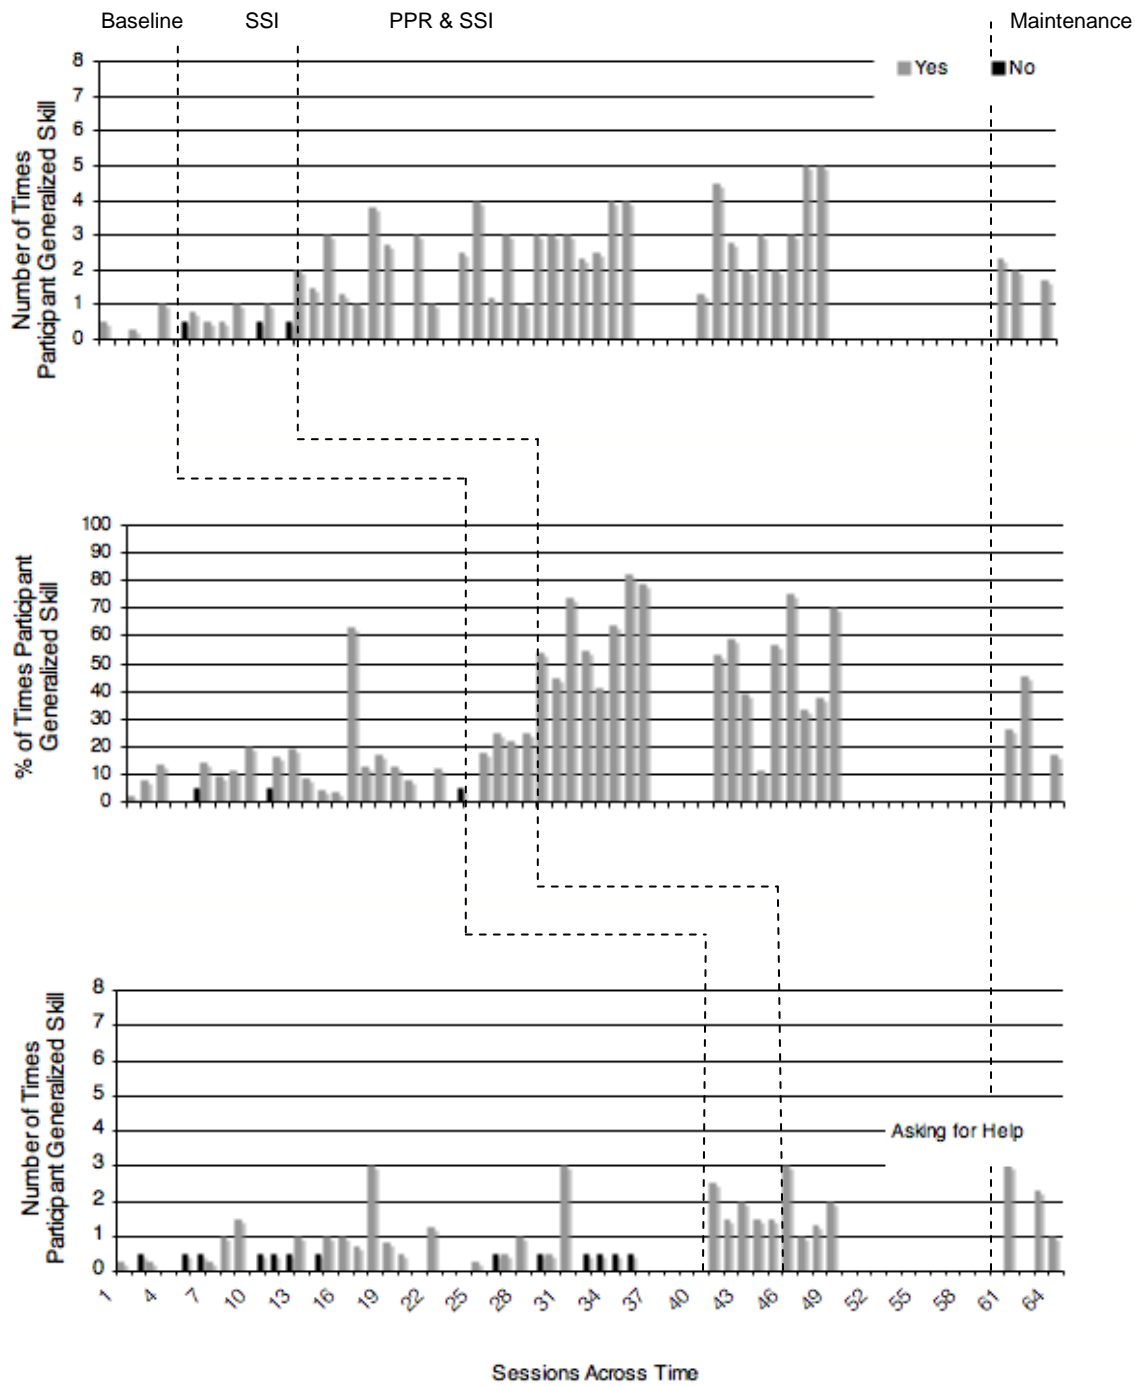 Baseline SSI PPR & SSI Maintenance
Yes No
Number of Times
Participant Generalized Skill
8
7
6
5
4
3
2
1
0
% of Times Participant
Generalized Skill
100
90
80
70
60
50
40
30
20
10
0
Number of Times
Participant Generalized Skill
8
7
6
5
4
3
2
1
0
Asking for Help
1 4 7 10 13 16 19 22 25 28 31 34 37 40 43 46 49 52 55 58 61 64
Sessions Across Time